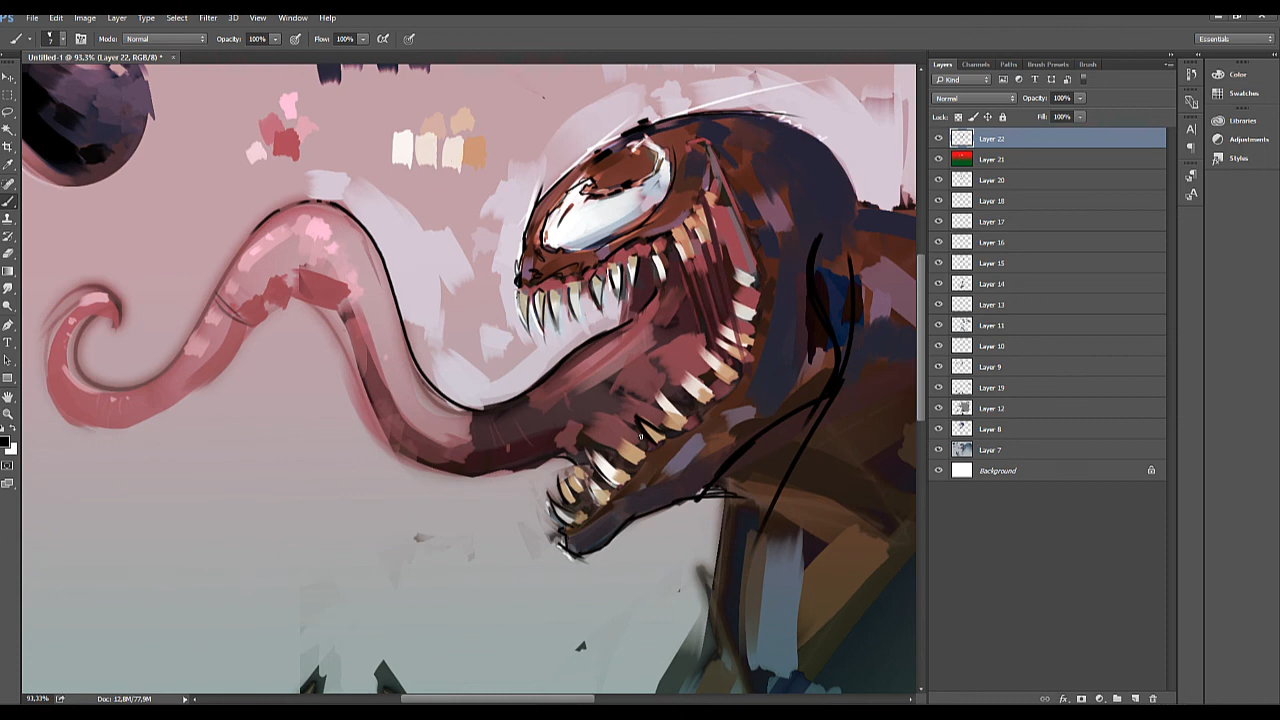 PS File Edit Image Layer Type Select Filter 3D View Window Help
7 Mode: Normal Opacity: 100% Flow: 100% Essentials
Untitled-1 @ 93,3% (Layer 22, RGB/8) * ×
Layers Channels Paths Brush Presets Brush
Kind
Normal Opacity: 100%
Lock: Fill: 100%
Layer 22
Layer 21
Layer 20
Layer 18
Layer 17
Layer 16
Layer 15
Layer 14
Layer 13
Layer 11
Layer 10
Layer 9
Layer 19
Layer 12
Layer 8
Layer 7
Background
Color
Swatches
Libraries
Adjustments
Styles
93,33% Doc: 12,8M/77,9M